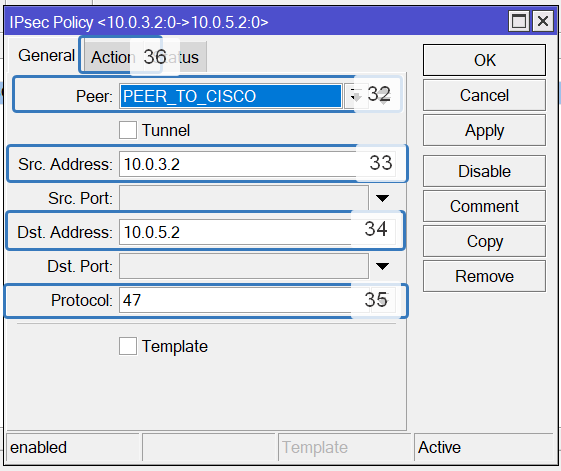 IPsec Policy <10.0.3.2:0->10.0.5.2:0>
General Action 36 atus
Peer: PEER_TO_CISCO 32
Tunnel
Src. Address: 10.0.3.2 33
Src. Port:
Dst. Address: 10.0.5.2 34
Dst. Port:
Protocol: 47 35
Template
OK
Cancel
Apply
Disable
Comment
Copy
Remove
enabled Template Active